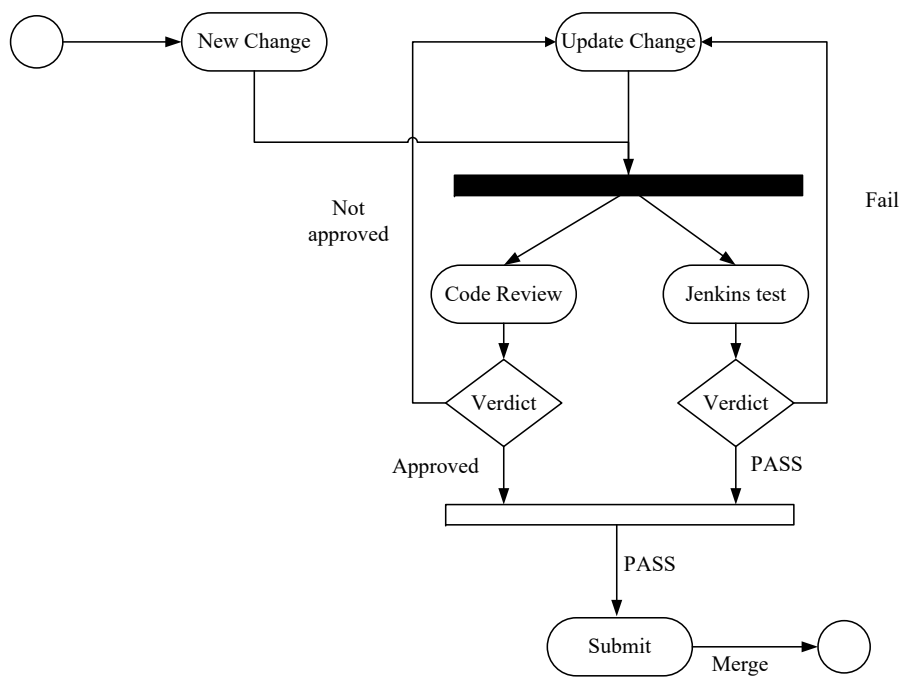 New Change
Update Change
Not
approved
Fail
Code Review
Jenkins test
Verdict
Verdict
Approved
PASS
PASS
Submit
Merge